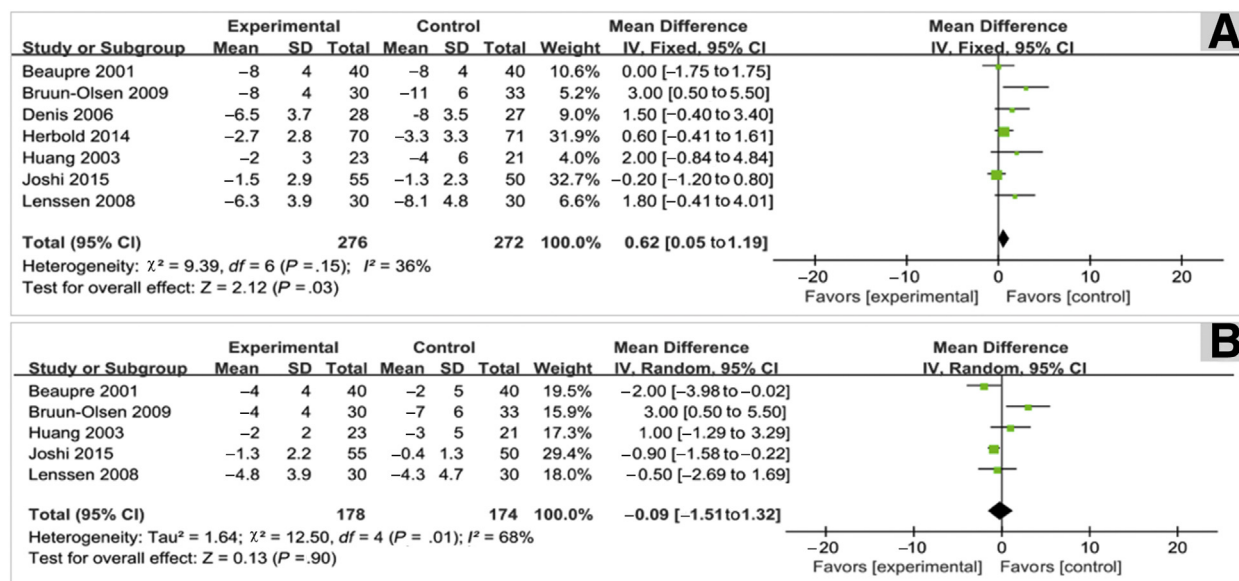 A
Experimental Control Mean Difference Mean Difference
Study or Subgroup Mean SD Total Mean SD Total Weight IV, Fixed, 95% CI IV, Fixed, 95% CI
Beaupre 2001 −8 4 40 −8 4 40 10.6% 0.00 [−1.75 to 1.75]
Bruun-Olsen 2009 −8 4 30 −11 6 33 5.2% 3.00 [0.50 to 5.50]
Denis 2006 −6.5 3.7 28 −8 3.5 27 9.0% 1.50 [−0.40 to 3.40]
Herbold 2014 −2.7 2.8 70 −3.3 3.3 71 31.9% 0.60 [−0.41 to 1.61]
Huang 2003 −2 3 23 −4 6 21 4.0% 2.00 [−0.84 to 4.84]
Joshi 2015 −1.5 2.9 55 −1.3 2.3 50 32.7% −0.20 [−1.20 to 0.80]
Lenssen 2008 −6.3 3.9 30 −8.1 4.8 30 6.6% 1.80 [−0.41 to 4.01]
Total (95% CI) 276 272 100.0% 0.62 [0.05 to 1.19]
Heterogeneity: χ² = 9.39, df = 6 (P = .15); I² = 36%
Test for overall effect: Z = 2.12 (P = .03)
−20 −10 0 10 20
Favors [experimental] Favors [control]
B
Experimental Control Mean Difference Mean Difference
Study or Subgroup Mean SD Total Mean SD Total Weight IV, Random, 95% CI IV, Random, 95% CI
Beaupre 2001 −4 4 40 −2 5 40 19.5% −2.00 [−3.98 to −0.02]
Bruun-Olsen 2009 −4 4 30 −7 6 33 15.9% 3.00 [0.50 to 5.50]
Huang 2003 −2 2 23 −3 5 21 17.3% 1.00 [−1.29 to 3.29]
Joshi 2015 −1.3 2.2 55 −0.4 1.3 50 29.4% −0.90 [−1.58 to −0.22]
Lenssen 2008 −4.8 3.9 30 −4.3 4.7 30 18.0% −0.50 [−2.69 to 1.69]
Total (95% CI) 178 174 100.0% −0.09 [−1.51 to 1.32]
Heterogeneity: Tau² = 1.64; χ² = 12.50, df = 4 (P = .01); I² = 68%
Test for overall effect: Z = 0.13 (P = .90)
−20 −10 0 10 20
Favors [experimental] Favors [control]